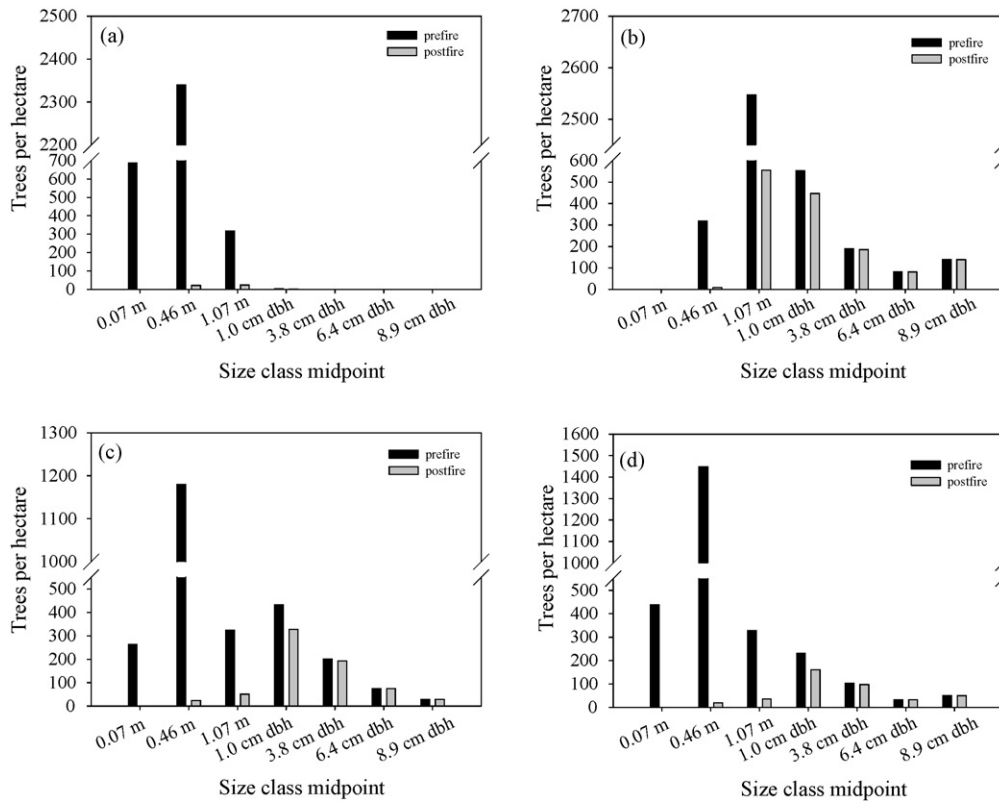 (a)
prefire
postfire
Trees per hectare
2500
2400
2300
2200
700
600
500
400
300
200
100
0
0.07 m
0.46 m
1.07 m
1.0 cm dbh
3.8 cm dbh
6.4 cm dbh
8.9 cm dbh
Size class midpoint
(b)
prefire
postfire
Trees per hectare
2700
2600
2500
600
500
400
300
200
100
0
0.07 m
0.46 m
1.07 m
1.0 cm dbh
3.8 cm dbh
6.4 cm dbh
8.9 cm dbh
Size class midpoint
(c)
prefire
postfire
Trees per hectare
1300
1200
1100
1000
500
400
300
200
100
0
0.07 m
0.46 m
1.07 m
1.0 cm dbh
3.8 cm dbh
6.4 cm dbh
8.9 cm dbh
Size class midpoint
(d)
prefire
postfire
Trees per hectare
1600
1500
1400
1300
1200
1100
1000
500
400
300
200
100
0
0.07 m
0.46 m
1.07 m
1.0 cm dbh
3.8 cm dbh
6.4 cm dbh
8.9 cm dbh
Size class midpoint